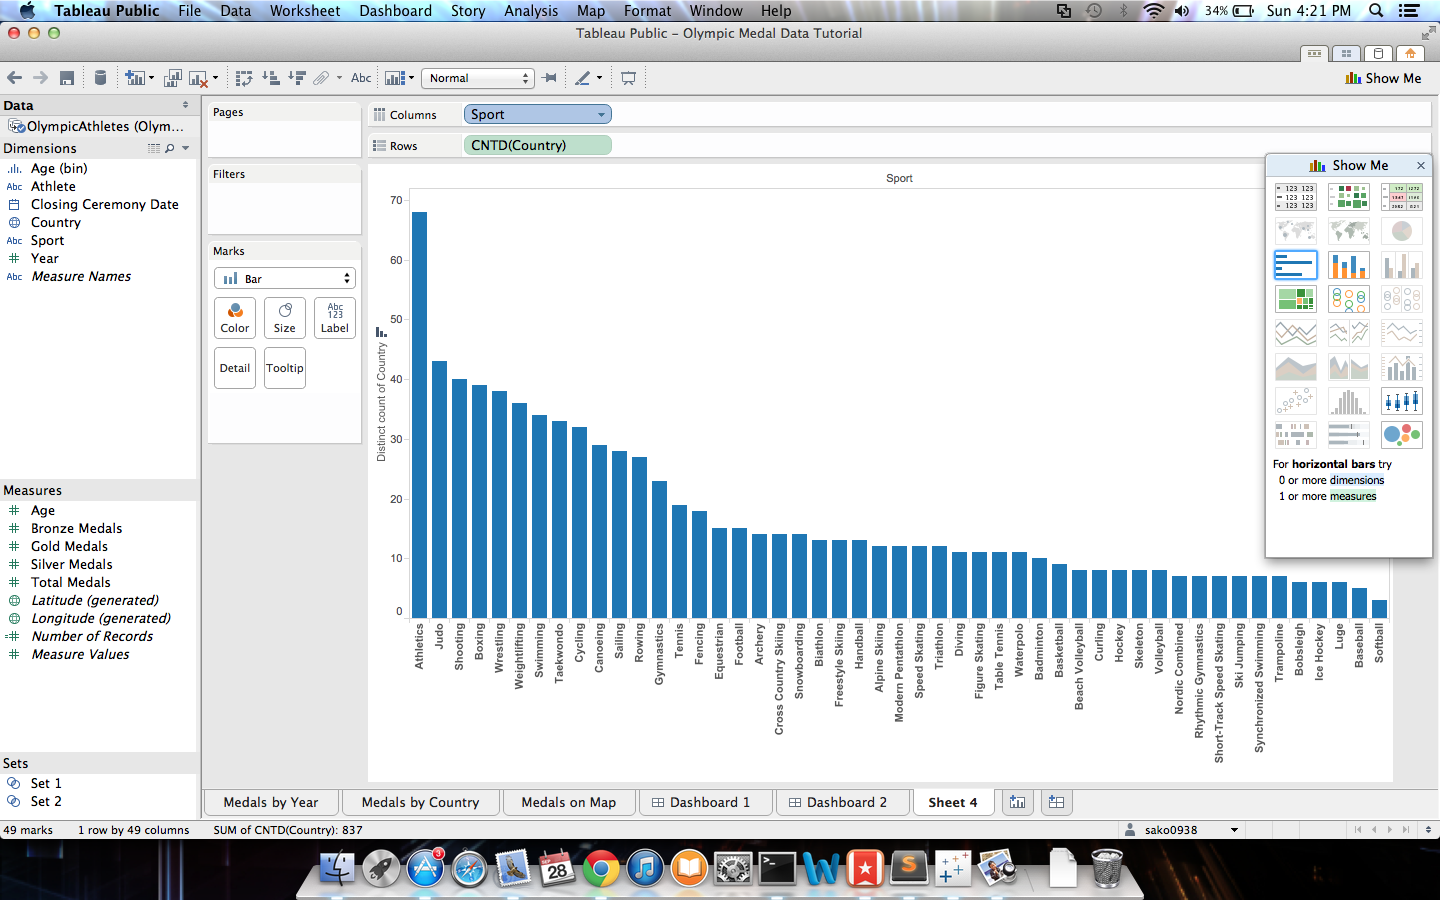 Tableau Public File Data Worksheet Dashboard Story Analysis Map Format Window Help 34% Sun 4:21 PM
Tableau Public – Olympic Medal Data Tutorial
Abc Normal Show Me
Data
OlympicAthletes (Olym...
Dimensions
Age (bin)
Abc Athlete
Closing Ceremony Date
Country
Abc Sport
Year
Abc Measure Names
Measures
Age
Bronze Medals
Gold Medals
Silver Medals
Total Medals
Latitude (generated)
Longitude (generated)
Number of Records
Measure Values
Sets
Set 1
Set 2
Pages
Filters
Marks
Bar
Color Size Abc 123 Label
Detail Tooltip
Columns Sport
Rows CNTD(Country)
Sport
Distinct count of Country
70
60
50
40
30
20
10
0
Athletics
Judo
Shooting
Boxing
Wrestling
Weightlifting
Swimming
Taekwondo
Cycling
Canoeing
Sailing
Rowing
Gymnastics
Tennis
Fencing
Equestrian
Football
Archery
Cross Country Skiing
Snowboarding
Biathlon
Freestyle Skiing
Handball
Alpine Skiing
Modern Pentathlon
Speed Skating
Triathlon
Diving
Figure Skating
Table Tennis
Waterpolo
Badminton
Basketball
Beach Volleyball
Curling
Hockey
Skeleton
Volleyball
Nordic Combined
Rhythmic Gymnastics
Short-Track Speed Skating
Ski Jumping
Synchronized Swimming
Trampoline
Bobsleigh
Ice Hockey
Luge
Baseball
Softball
Show Me
123 123
123 123
123 123
For horizontal bars try
0 or more dimensions
1 or more measures
Medals by Year Medals by Country Medals on Map Dashboard 1 Dashboard 2 Sheet 4
49 marks 1 row by 49 columns SUM of CNTD(Country): 837 sako0938
3
28